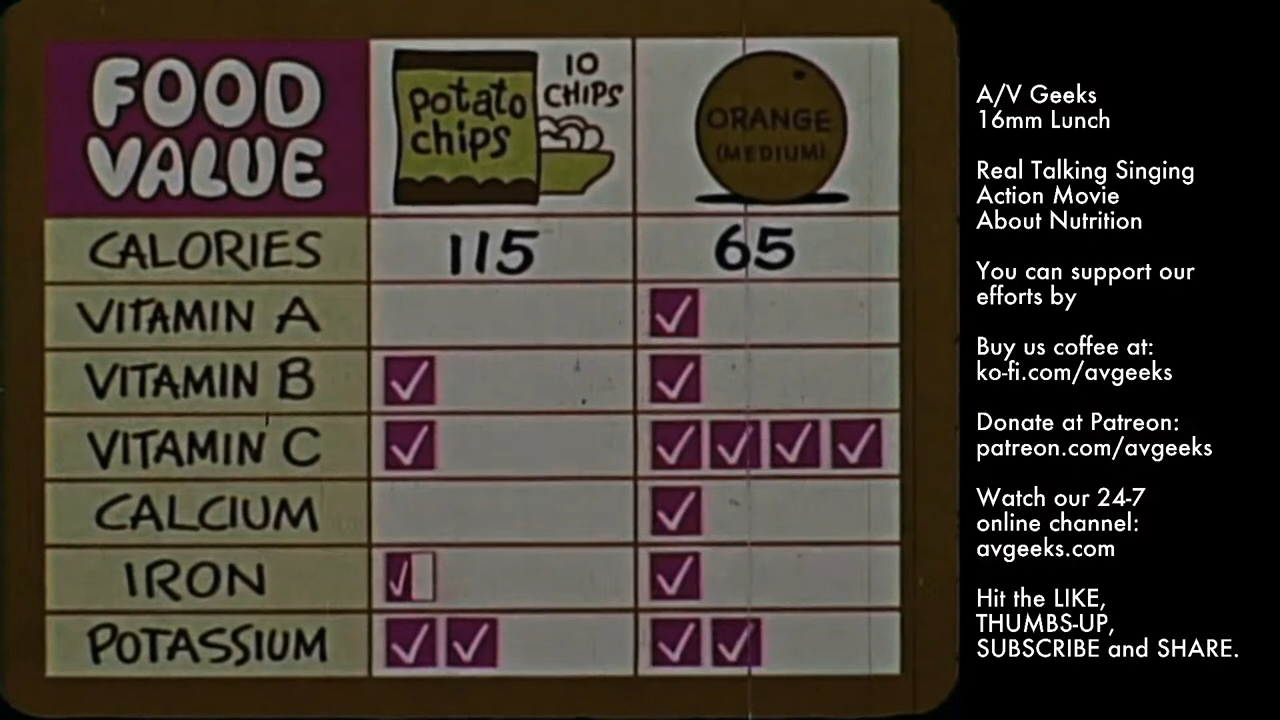 FOOD
VALUE
potato
chips
10
CHIPS
ORANGE
(MEDIUM)
CALORIES 115 65
VITAMIN A
VITAMIN B
VITAMIN C
CALCIUM
IRON
POTASSIUM
A/V Geeks
16mm Lunch
Real Talking Singing
Action Movie
About Nutrition
You can support our
efforts by
Buy us coffee at:
ko-fi.com/avgeeks
Donate at Patreon:
patreon.com/avgeeks
Watch our 24-7
online channel:
avgeeks.com
Hit the LIKE,
THUMBS-UP,
SUBSCRIBE and SHARE.